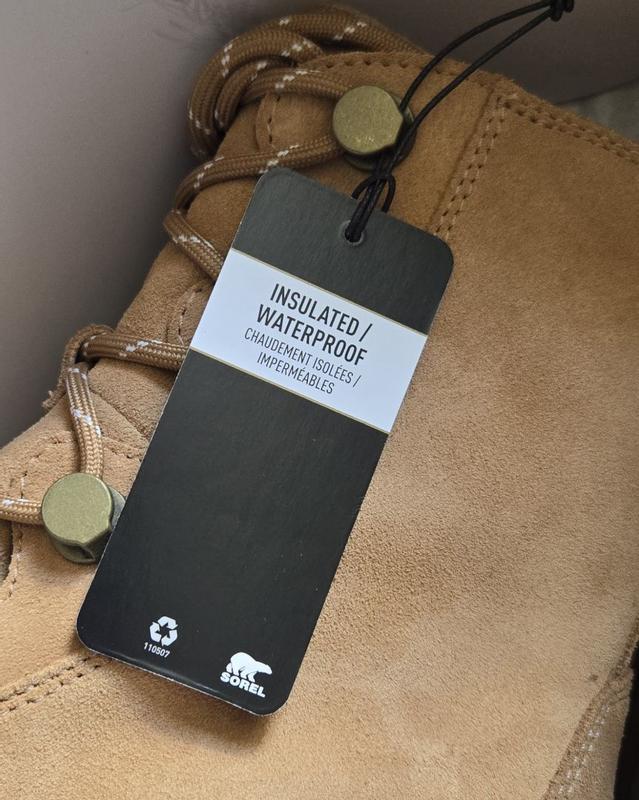 INSULATED /
WATERPROOF
CHAUDEMENT ISOLÉES /
IMPERMÉABLES
110507
SOREL